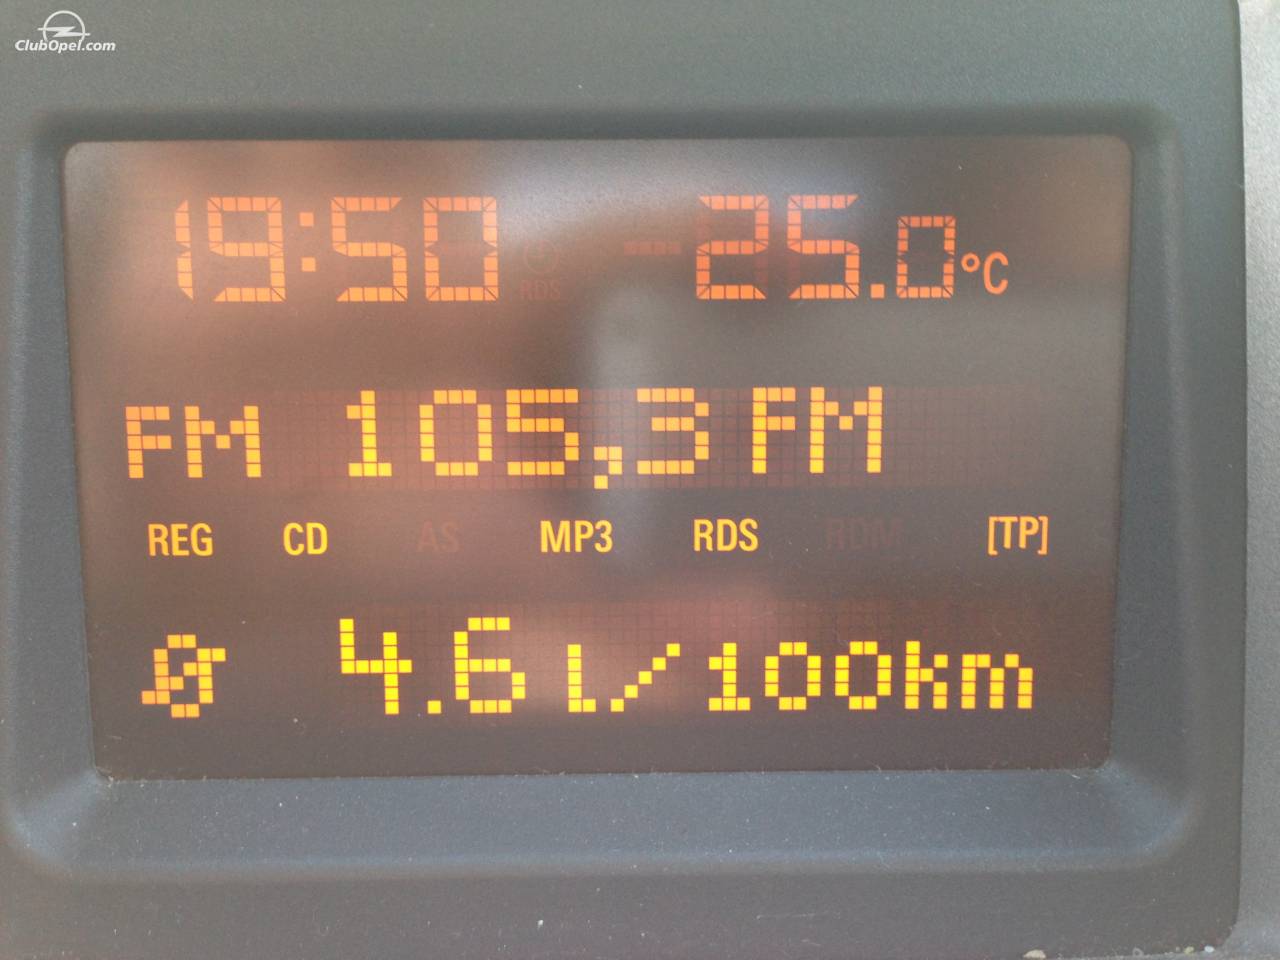 ClubOpel.com
19:50 25.0°C
RDS
FM 105,3 FM
REG CD AS MP3 RDS RDM [TP]
Ø 4.6 l/100km